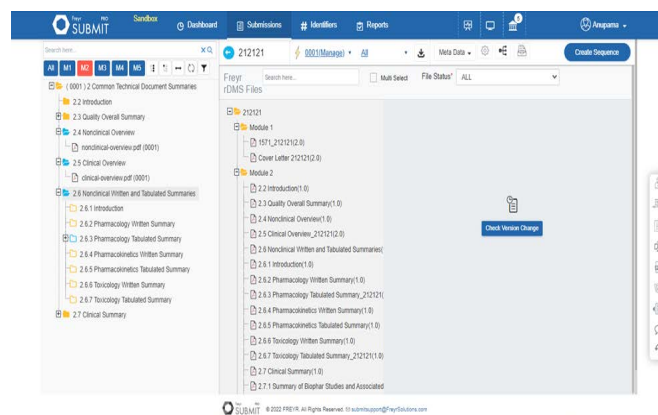 Freyr PRO
SUBMIT
Sandbox
Dashboard
Submissions
# Identifiers
Reports
Anupama
Search here...
212121
0001(Manage)
All
Meta Data
Create Sequence
All M1 M2 M3 M4 M5
( 0001 ) 2 Common Technical Document Summaries
2.2 Introduction
2.3 Quality Overall Summary
2.4 Nonclinical Overview
nonclinical-overview.pdf (0001)
2.5 Clinical Overview
clinical-overview.pdf (0001)
2.6 Nonclinical Written and Tabulated Summaries
2.6.1 Introduction
2.6.2 Pharmacology Written Summary
2.6.3 Pharmacology Tabulated Summary
2.6.4 Pharmacokinetics Written Summary
2.6.5 Pharmacokinetics Tabulated Summary
2.6.6 Toxicology Written Summary
2.6.7 Toxicology Tabulated Summary
2.7 Clinical Summary
Freyr
rDMS Files
Search here...
Multi Select
File Status*
ALL
212121
Module 1
1571_212121(2.0)
Cover Letter 212121(2.0)
Module 2
2.2 Introduction(1.0)
2.3 Quality Overall Summary(1.0)
2.4 Nonclinical Overview(1.0)
2.5 Clinical Overview_212121(2.0)
2.6 Nonclinical Written and Tabulated Summaries(
2.6.1 Introduction(1.0)
2.6.2 Pharmacology Written Summary(1.0)
2.6.3 Pharmacology Tabulated Summary_212121(
2.6.4 Pharmacokinetics Written Summary(1.0)
2.6.5 Pharmacokinetics Tabulated Summary(1.0)
2.6.6 Toxicology Written Summary(1.0)
2.6.7 Toxicology Tabulated Summary_212121(1.0)
2.7 Clinical Summary(1.0)
2.7.1 Summary of Biophar Studies and Associated
Check Version Change
Freyr PRO
SUBMIT
© 2022 FREYR. All Rights Reserved.
submitsupport@FreyrSolutions.com